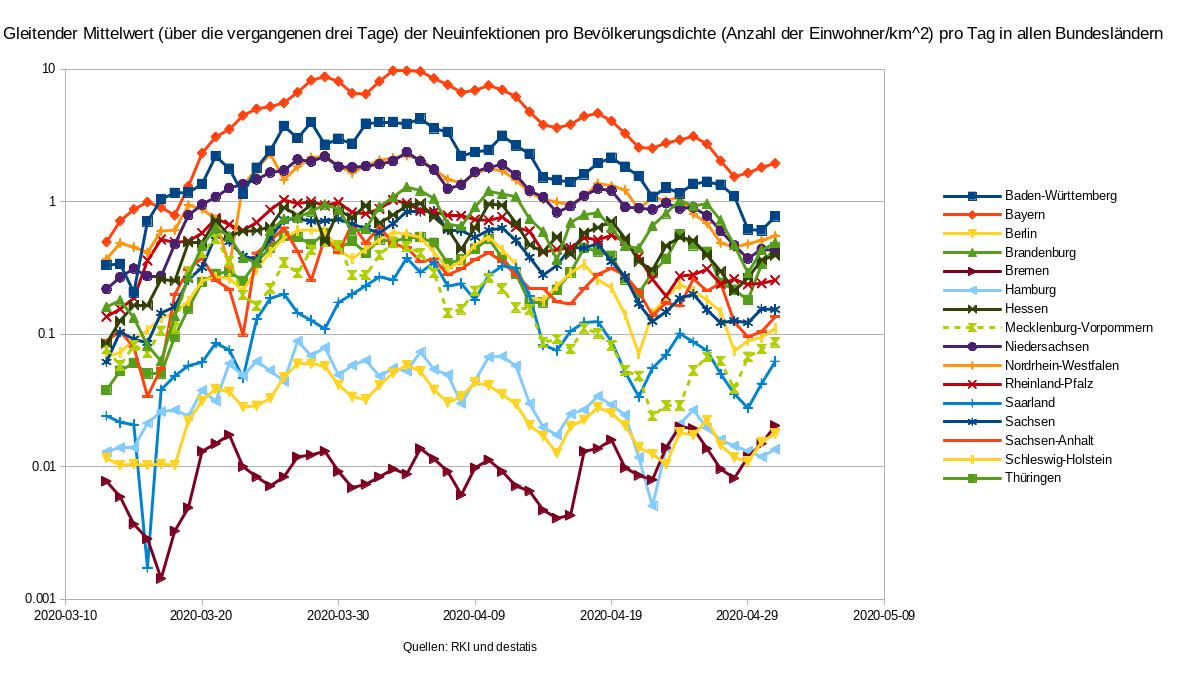 Gleitender Mittelwert (über die vergangenen drei Tage) der Neuinfektionen pro Bevölkerungsdichte (Anzahl der Einwohner/km^2) pro Tag in allen Bundesländern
10
1
0.1
0.01
0.001
2020-03-10
2020-03-20
2020-03-30
2020-04-09
2020-04-19
2020-04-29
2020-05-09
Quellen: RKI und destatis
Baden-Württemberg
Bayern
Berlin
Brandenburg
Bremen
Hamburg
Hessen
Mecklenburg-Vorpommern
Niedersachsen
Nordrhein-Westfalen
Rheinland-Pfalz
Saarland
Sachsen
Sachsen-Anhalt
Schleswig-Holstein
Thüringen